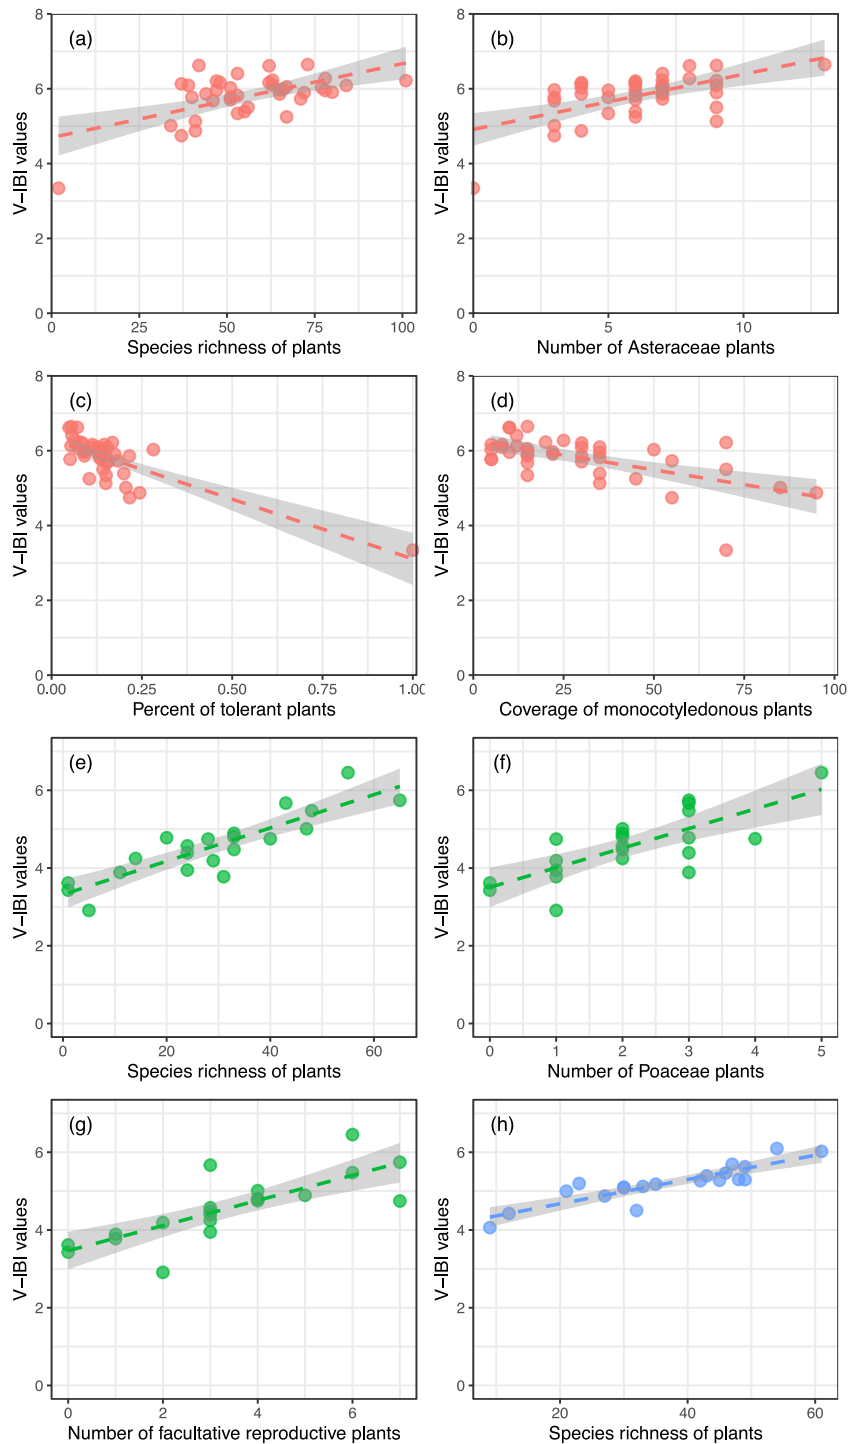 (a)
8
6
4
2
0
V−IBI values
0 25 50 75 100
Species richness of plants
(b)
8
6
4
2
0
V−IBI values
0 5 10
Number of Asteraceae plants
(c)
8
6
4
2
0
V−IBI values
0.00 0.25 0.50 0.75 1.00
Percent of tolerant plants
(d)
8
6
4
2
0
V−IBI values
0 25 50 75 100
Coverage of monocotyledonous plants
(e)
6
4
2
0
V−IBI values
0 20 40 60
Species richness of plants
(f)
6
4
2
0
V−IBI values
0 1 2 3 4 5
Number of Poaceae plants
(g)
6
4
2
0
V−IBI values
0 2 4 6
Number of facultative reproductive plants
(h)
6
4
2
0
V−IBI values
20 40 60
Species richness of plants